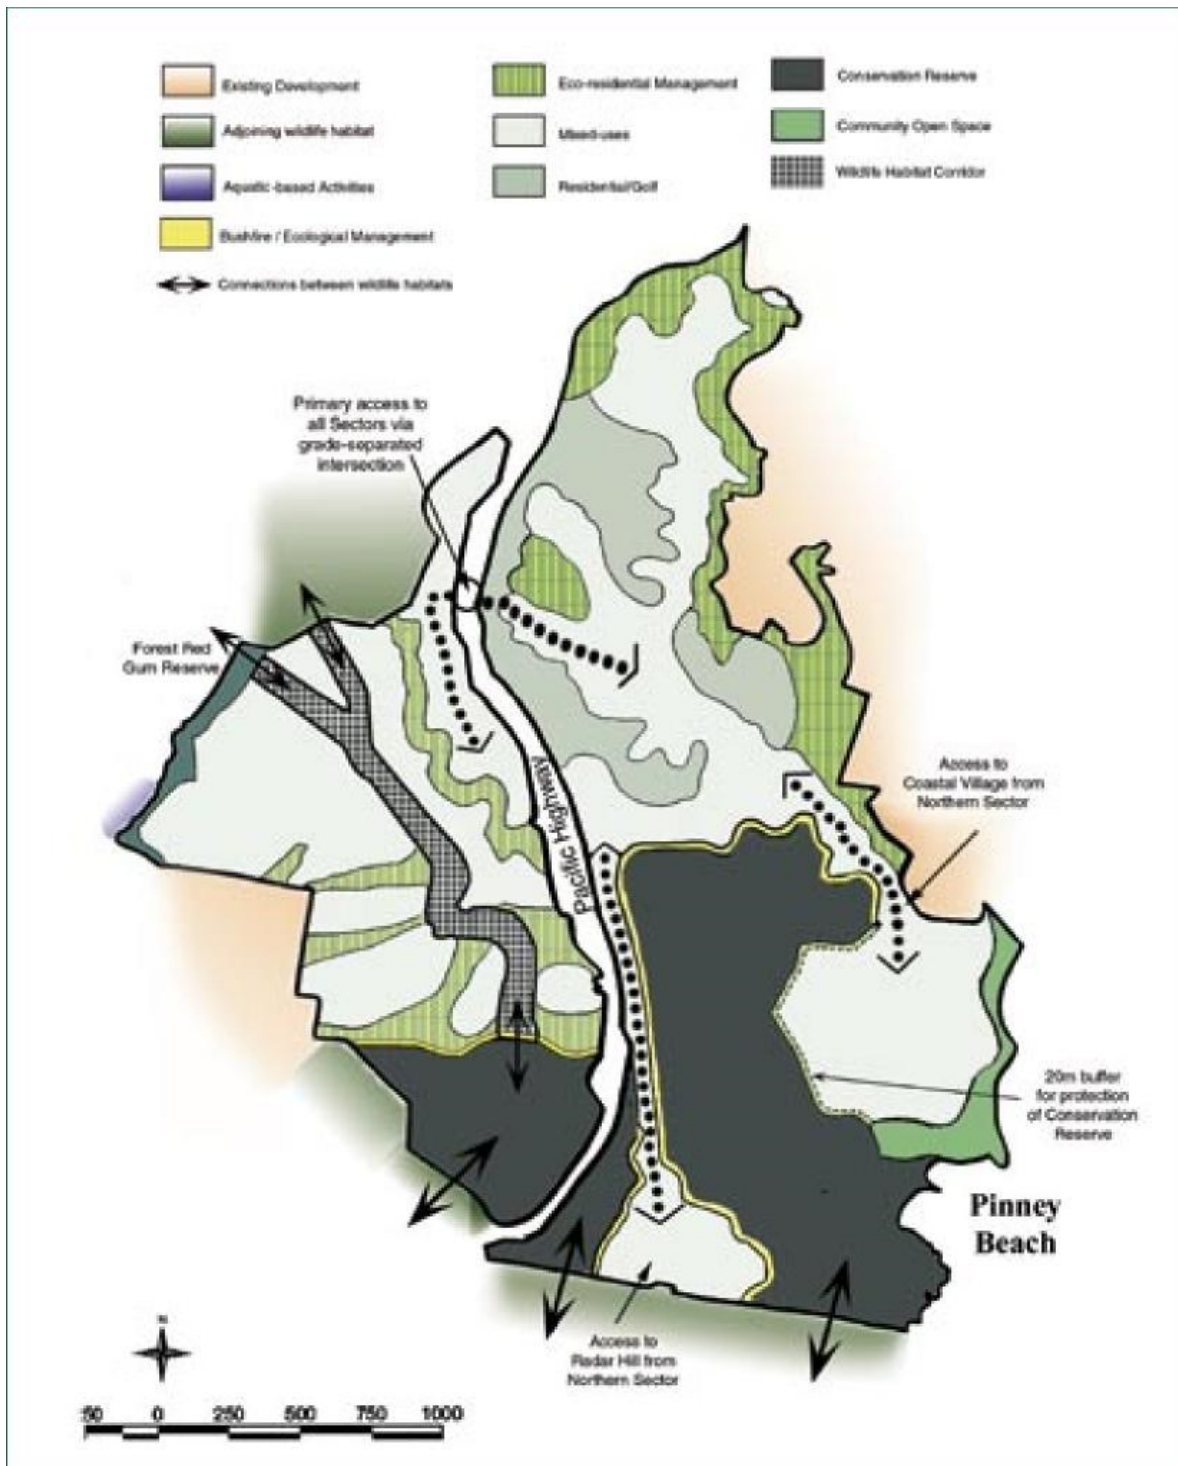 Existing Development
Adjoining wildlife habitat
Aquatic-based Activities
Bushfire / Ecological Management
Connections between wildlife habitats
Eco-residential Management
Mixed-uses
Residential/Golf
Conservation Reserve
Community Open Space
Wildlife Habitat Corridor
Primary access to
all Sectors via
grade-separated
intersection
Forest Red
Gum Reserve
Pacific Highway
Access to
Coastal Village from
Northern Sector
20m buffer
for protection
of Conservation
Reserve
Pinney
Beach
Access to
Radar Hill from
Northern Sector
N
250 0 250 500 750 1000